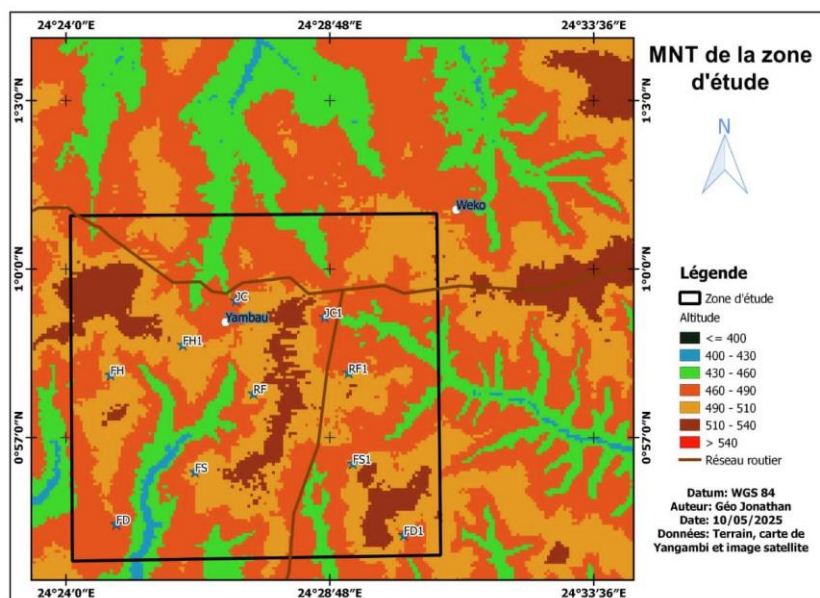 24°24′0″E 24°28′48″E 24°33′36″E
MNT de la zone
d'étude
1°3′0″N 1°3′0″N
N
Weko
1°0′0″N 1°0′0″N
Légende
Zone d'étude
Altitude
<= 400
400 - 430
430 - 460
460 - 490
490 - 510
510 - 540
> 540
Réseau routier
JC
Yambau
JC1
FH1
FH
RF1
RF
0°57′0″N 0°57′0″N
FS1
FS
FD
FD1
Datum: WGS 84
Auteur: Géo Jonathan
Date: 10/05/2025
Données: Terrain, carte de
Yangambi et image satellite
24°24′0″E 24°28′48″E 24°33′36″E